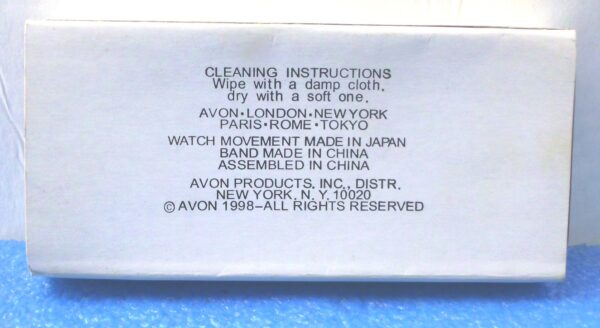 CLEANING INSTRUCTIONS
Wipe with a damp cloth,
dry with a soft one.
AVON•LONDON•NEW YORK
PARIS•ROME•TOKYO
WATCH MOVEMENT MADE IN JAPAN
BAND MADE IN CHINA
ASSEMBLED IN CHINA
AVON PRODUCTS, INC., DISTR.
NEW YORK, N.Y. 10020
© AVON 1998–ALL RIGHTS RESERVED